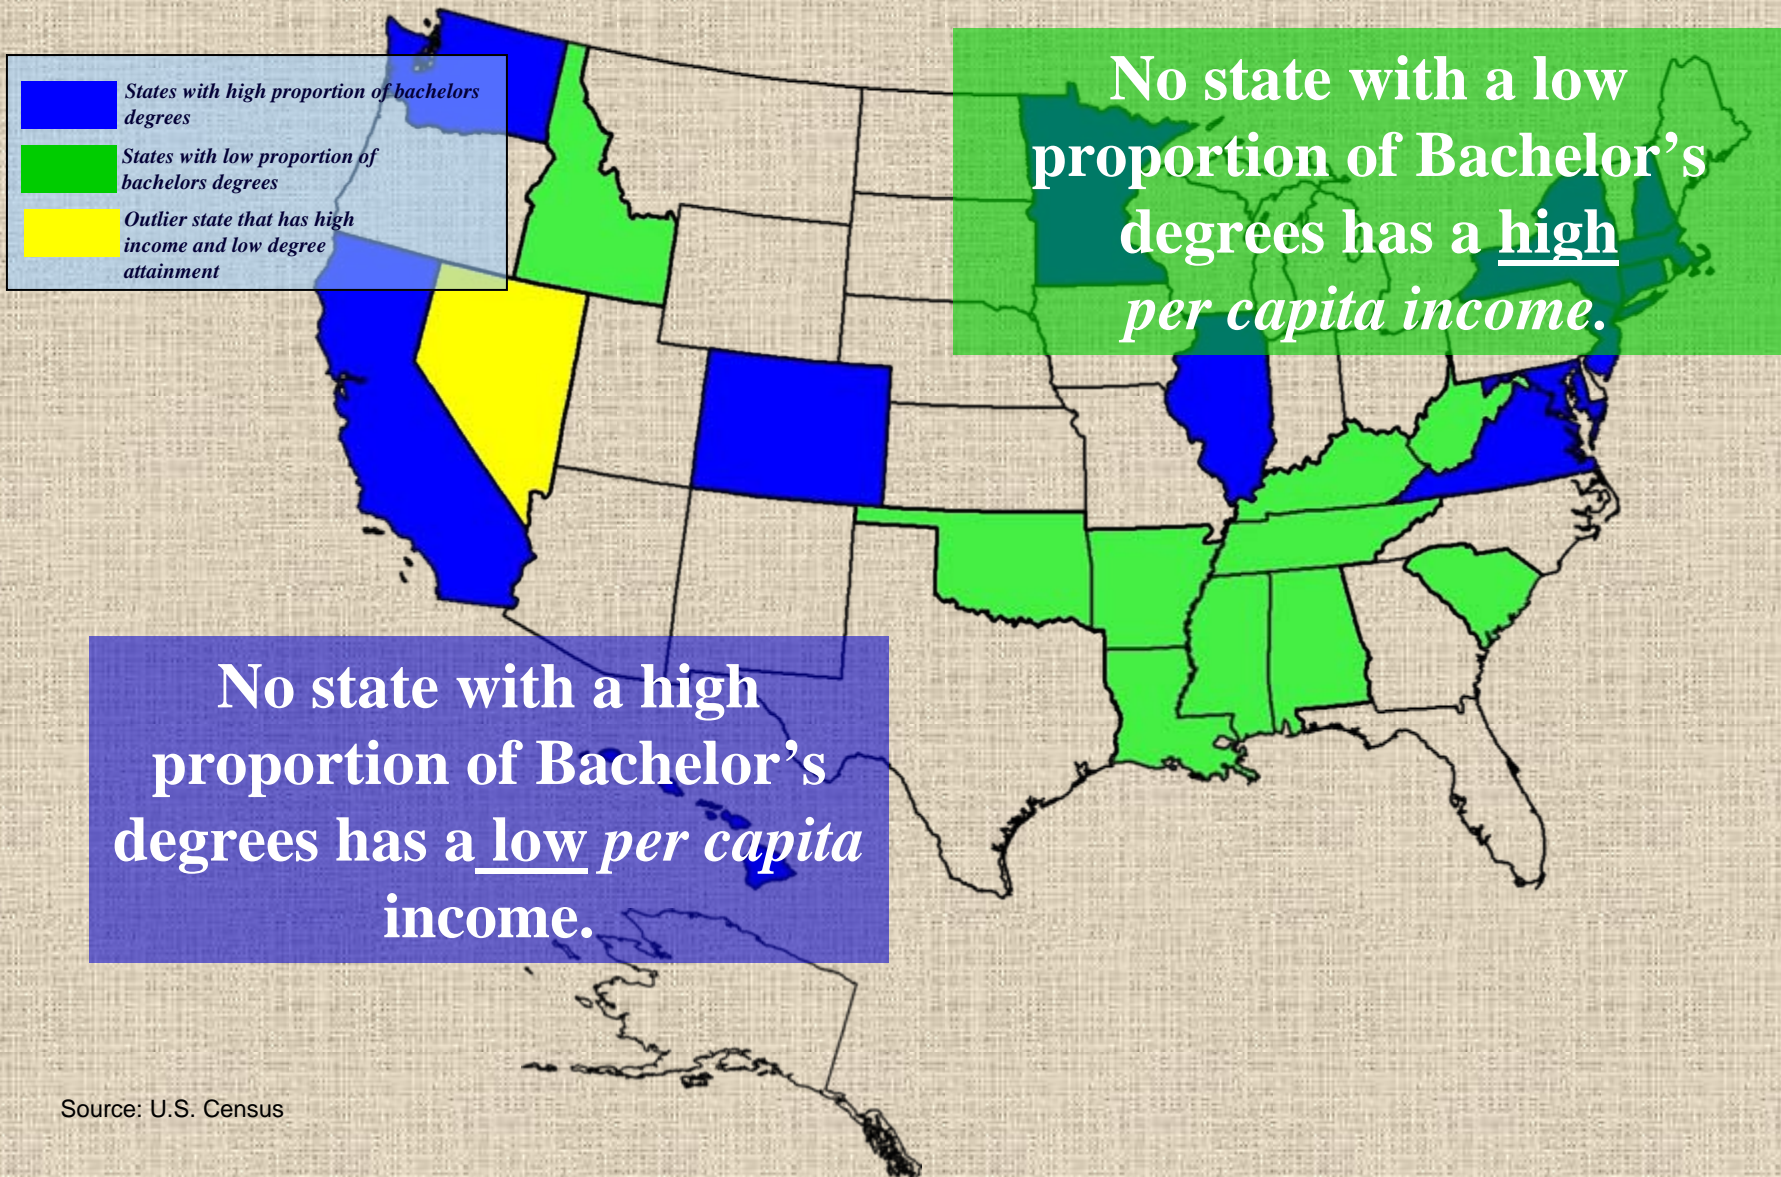 States with high proportion of bachelors
degrees
States with low proportion of
bachelors degrees
Outlier state that has high
income and low degree
attainment
No state with a low
proportion of Bachelor’s
degrees has a high
per capita income.
No state with a high
proportion of Bachelor’s
degrees has a low per capita
income.
Source: U.S. Census